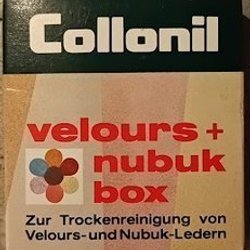 Collonil
velours +
nubuk
box
Zur Trockenreinigung von
Velours- und Nubuk-Ledern